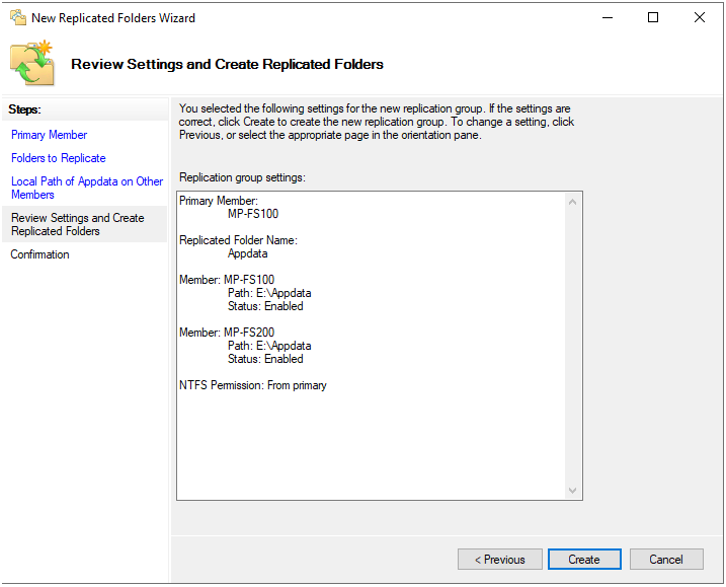 New Replicated Folders Wizard
Review Settings and Create Replicated Folders
Steps:
Primary Member
Folders to Replicate
Local Path of Appdata on Other
Members
Review Settings and Create
Replicated Folders
Confirmation
You selected the following settings for the new replication group. If the settings are
correct, click Create to create the new replication group. To change a setting, click
Previous, or select the appropriate page in the orientation pane.
Replication group settings:
Primary Member:
MP-FS100
Replicated Folder Name:
Appdata
Member: MP-FS100
Path: E:\Appdata
Status: Enabled
Member: MP-FS200
Path: E:\Appdata
Status: Enabled
NTFS Permission: From primary
< Previous
Create
Cancel